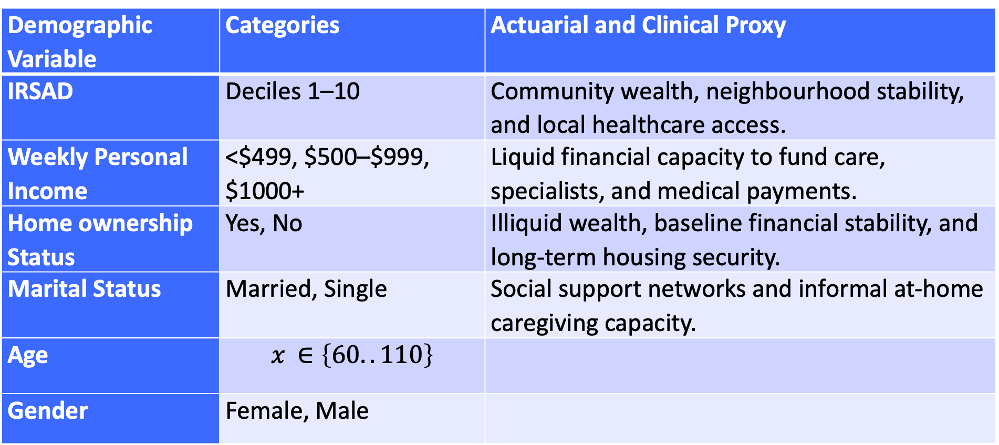 Demographic Variable
Categories
Actuarial and Clinical Proxy
IRSAD
Deciles 1–10
Community wealth, neighbourhood stability,
and local healthcare access.
Weekly Personal
Income
<$499, $500–$999,
$1000+
Liquid financial capacity to fund care,
specialists, and medical payments.
Home ownership
Status
Yes, No
Illiquid wealth, baseline financial stability, and
long-term housing security.
Marital Status
Married, Single
Social support networks and informal at-home
caregiving capacity.
Age
x ∈ {60..110}
Gender
Female, Male